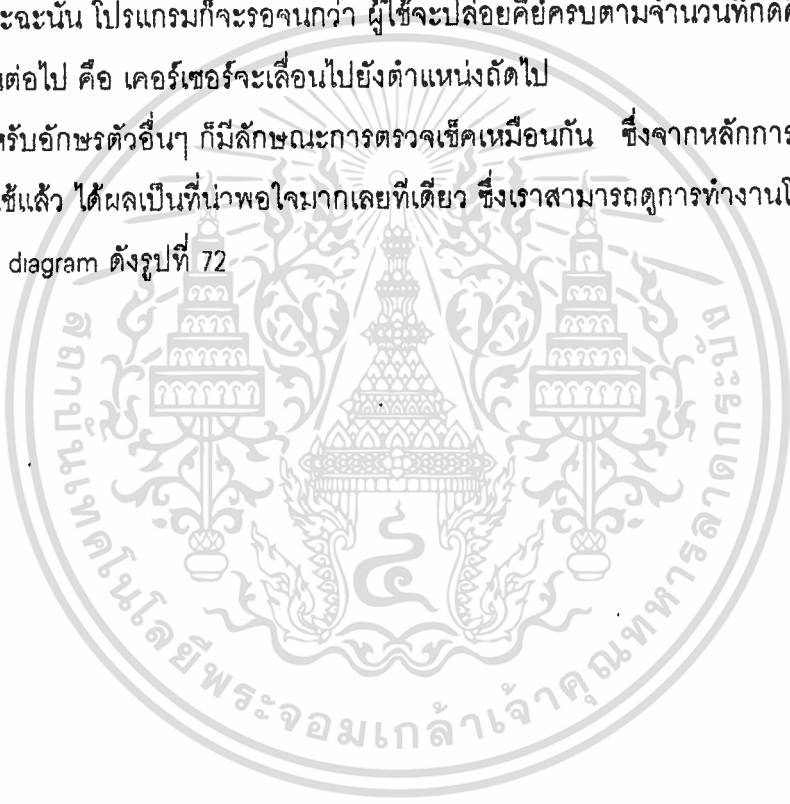 ะฉะนั้น โปรแกรมก็จะรอจนกว่า ผู้ใช้จะปล่อยคีย์ครบตามจำนวนที่กด
นต่อไป คือ เคอร์เซอร์จะเลื่อนไปยังตำแหน่งถัดไป
หรับอักษรตัวอื่นๆ ก็มีลักษณะการตรวจเช็คเหมือนกัน ซึ่งจากหลักการ
ช้แล้ว ได้ผลเป็นที่น่าพอใจมากเลยทีเดียว ซึ่งเราสามารถดูการทำงานโ
diagram ดังรูปที่ 72
สถาบันเทคโนโลยีพระจอมเกล้าเจ้าคุณทหารลาดกระบัง